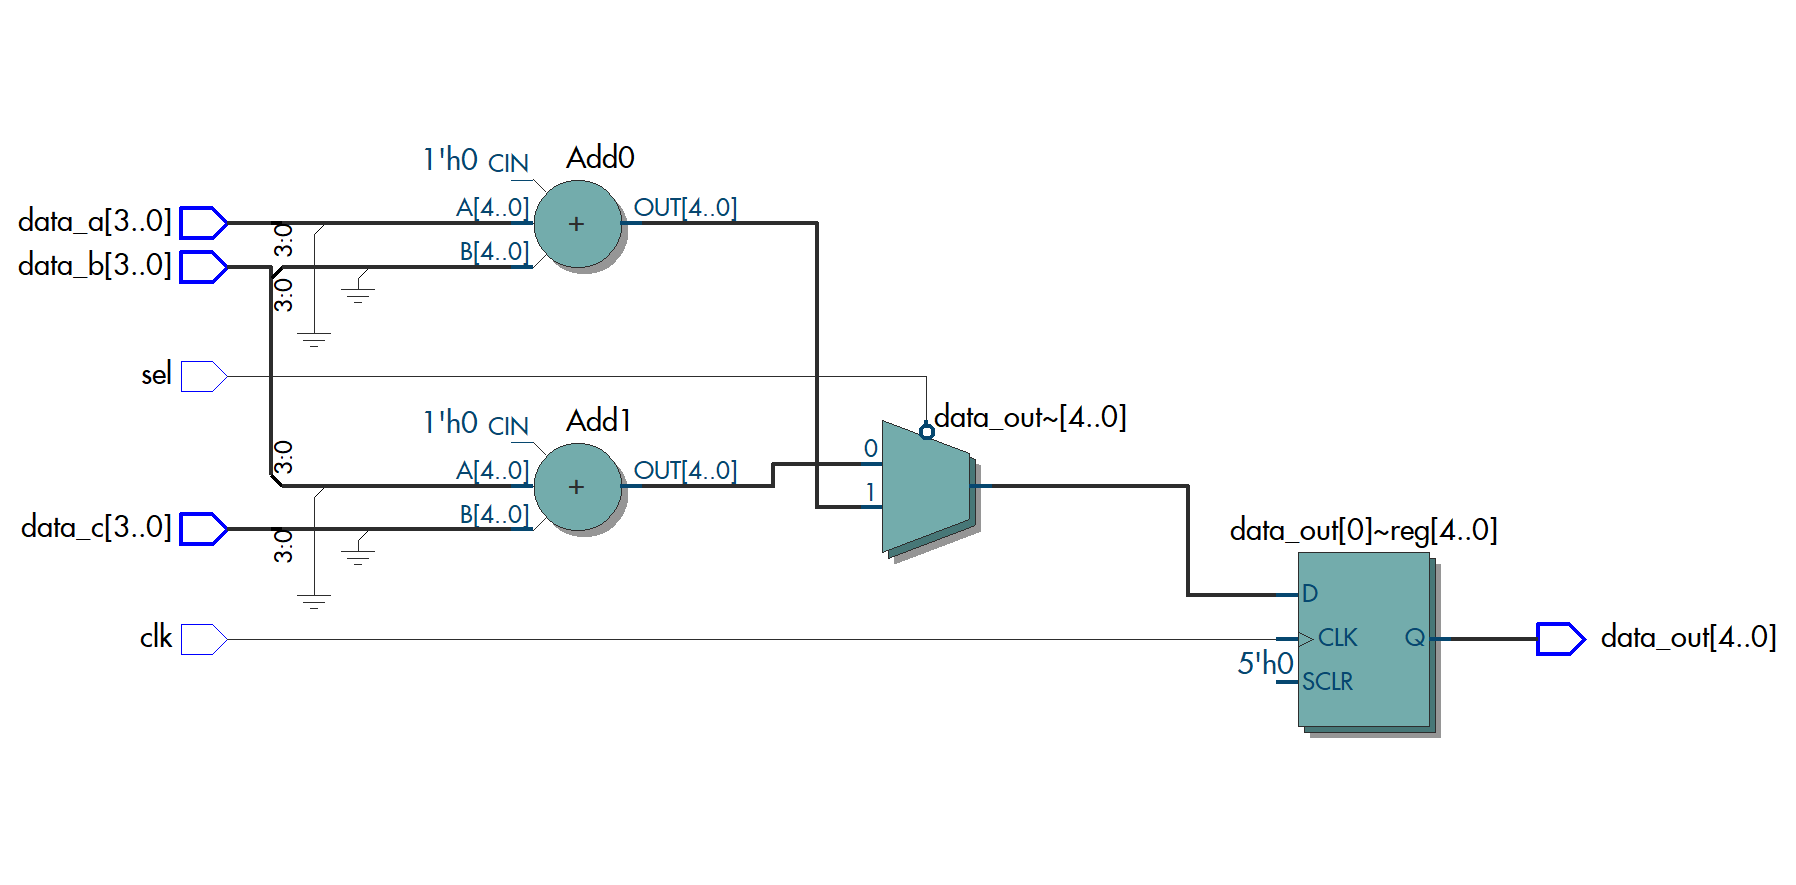 1'h0 CIN
Add0
data_a[3..0]
3:0
A[4..0]
+
OUT[4..0]
data_b[3..0]
3:0
B[4..0]
sel
1'h0 CIN
Add1
data_out~[4..0]
3:0
A[4..0]
+
OUT[4..0]
0
1
data_c[3..0]
3:0
B[4..0]
data_out[0]~reg[4..0]
D
clk
CLK
Q
data_out[4..0]
5'h0
SCLR